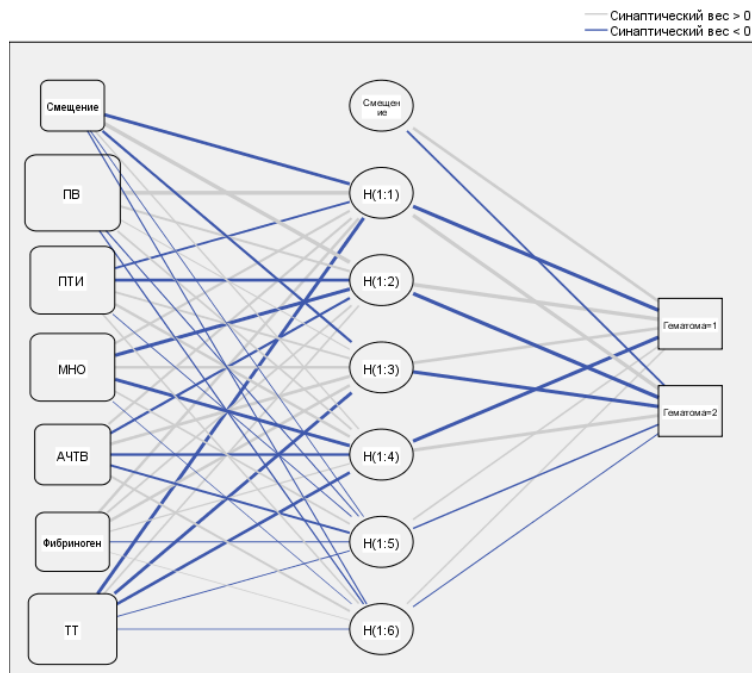 Синаптический вес > 0
Синаптический вес < 0
Смещение
Смещен
ие
ПВ
H(1:1)
ПТИ
H(1:2)
Гематома=1
МНО
H(1:3)
Гематома=2
АЧТВ
H(1:4)
Фибриноген
H(1:5)
ТТ
H(1:6)